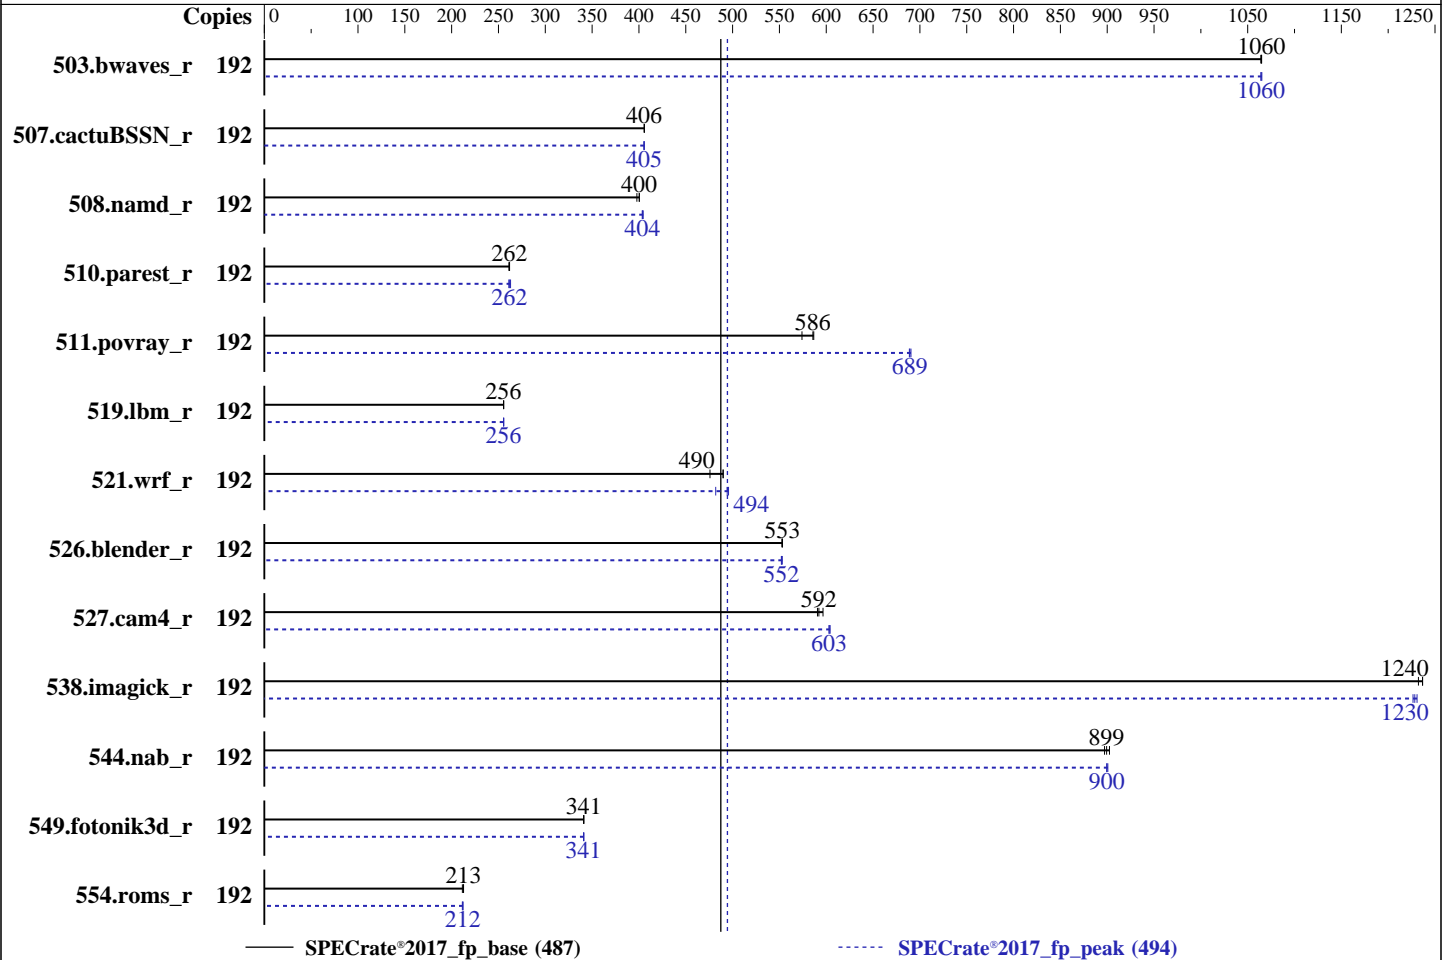 Copies 0 100 150 200 250 300 350 400 450 500 550 600 650 700 750 800 850 900 950 1050 1150 1250
503.bwaves_r 192 1060
1060
507.cactuBSSN_r 192 406
405
508.namd_r 192 400
404
510.parest_r 192 262
262
511.povray_r 192 586
689
519.lbm_r 192 256
256
521.wrf_r 192 490
494
526.blender_r 192 553
552
527.cam4_r 192 592
603
538.imagick_r 192 1240
1230
544.nab_r 192 899
900
549.fotonik3d_r 192 341
341
554.roms_r 192 213
212
SPECrate®2017_fp_base (487) SPECrate®2017_fp_peak (494)